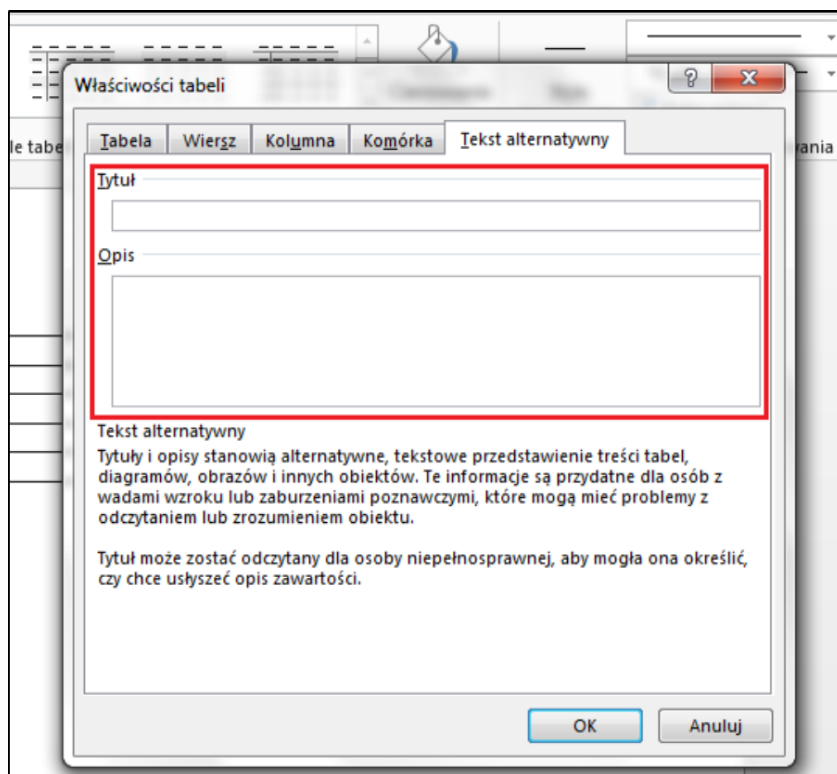 Właściwości tabeli
le tabe
Tabela Wiersz Kolumna Komórka Tekst alternatywny
wania
Tytuł
Opis
Tekst alternatywny
Tytuły i opisy stanowią alternatywne, tekstowe przedstawienie treści tabel,
diagramów, obrazów i innych obiektów. Te informacje są przydatne dla osób z
wadami wzroku lub zaburzeniami poznawczymi, które mogą mieć problemy z
odczytaniem lub zrozumieniem obiektu.
Tytuł może zostać odczytany dla osoby niepełnosprawnej, aby mogła ona określić,
czy chce usłyszeć opis zawartości.
OK Anuluj